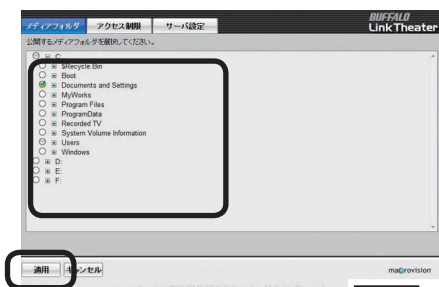 メディアフォルダ アクセス制限 サーバ設定 BUFFALO
LinkTheater
公開するメディアフォルダを選択してください。
C:
$Recycle.Bin
Boot
Documents and Settings
MyWorks
Program Files
ProgramData
Recorded TV
System Volume Information
Users
Windows
D:
E:
F:
適用 キャンセル macrovision